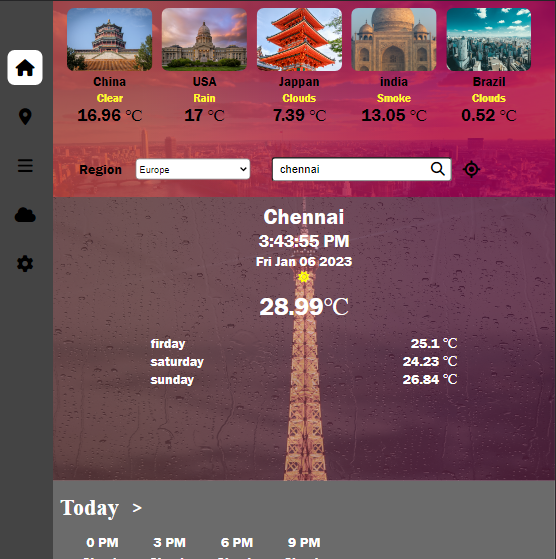 China USA Jappan india Brazil
Clear Rain Clouds Smoke Clouds
16.96 °C 17 °C 7.39 °C 13.05 °C 0.52 °C
Region Europe chennai
Chennai
3:43:55 PM
Fri Jan 06 2023
28.99°C
firday 25.1 °C
saturday 24.23 °C
sunday 26.84 °C
Today >
0 PM 3 PM 6 PM 9 PM